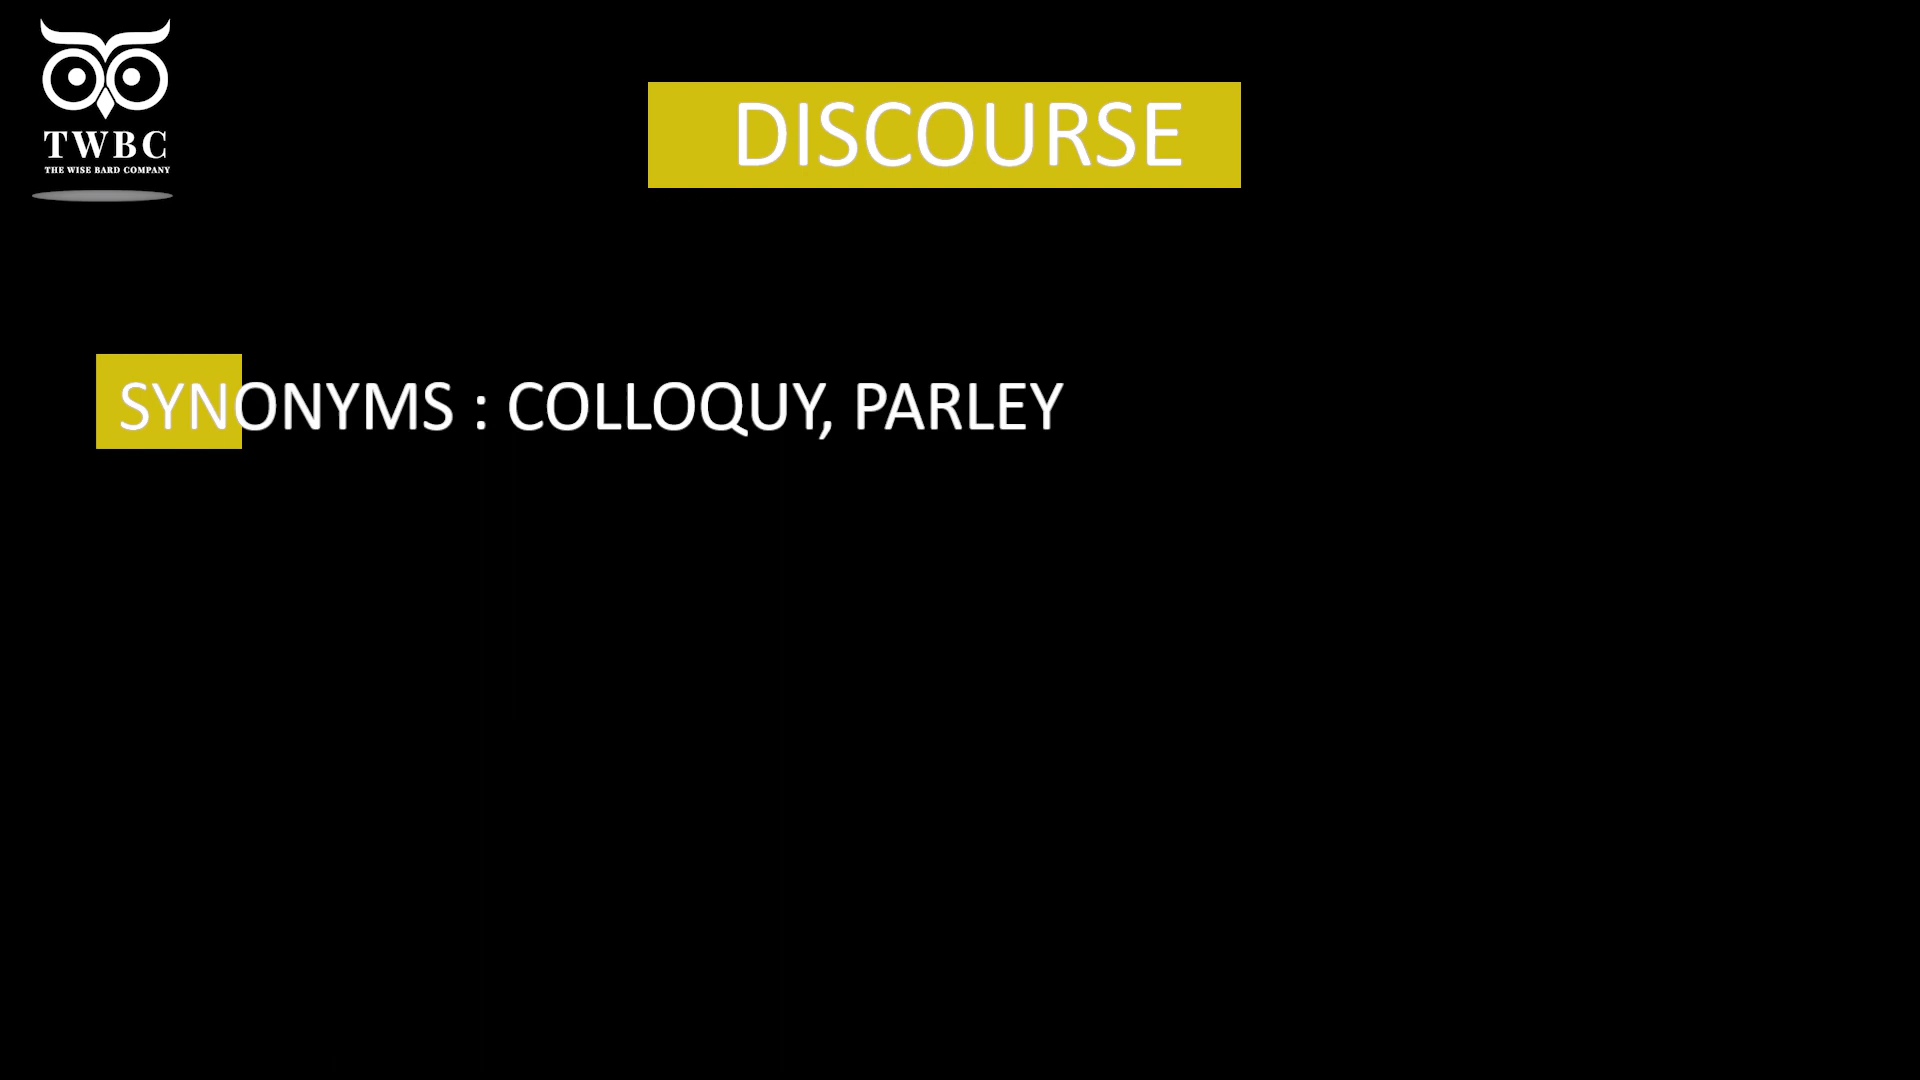 TWBC
THE WISE BARD COMPANY
DISCOURSE
SYNONYMS : COLLOQUY, PARLEY